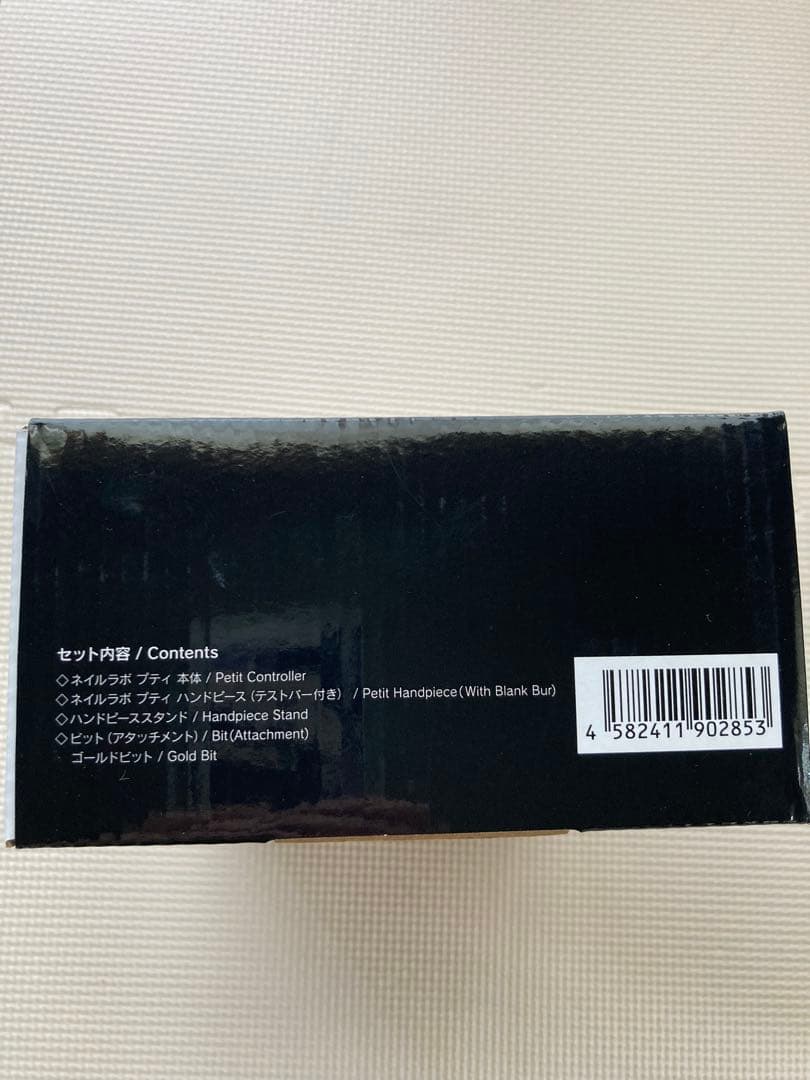 セット内容 / Contents
◇ネイルラボ プティ 本体 / Petit Controller
◇ネイルラボ プティ ハンドピース (テストバー付き) / Petit Handpiece(With Blank Bur)
◇ハンドピーススタンド / Handpiece Stand
◇ビット (アタッチメント) / Bit(Attachment)
ゴールドビット / Gold Bit
4 582411 902853